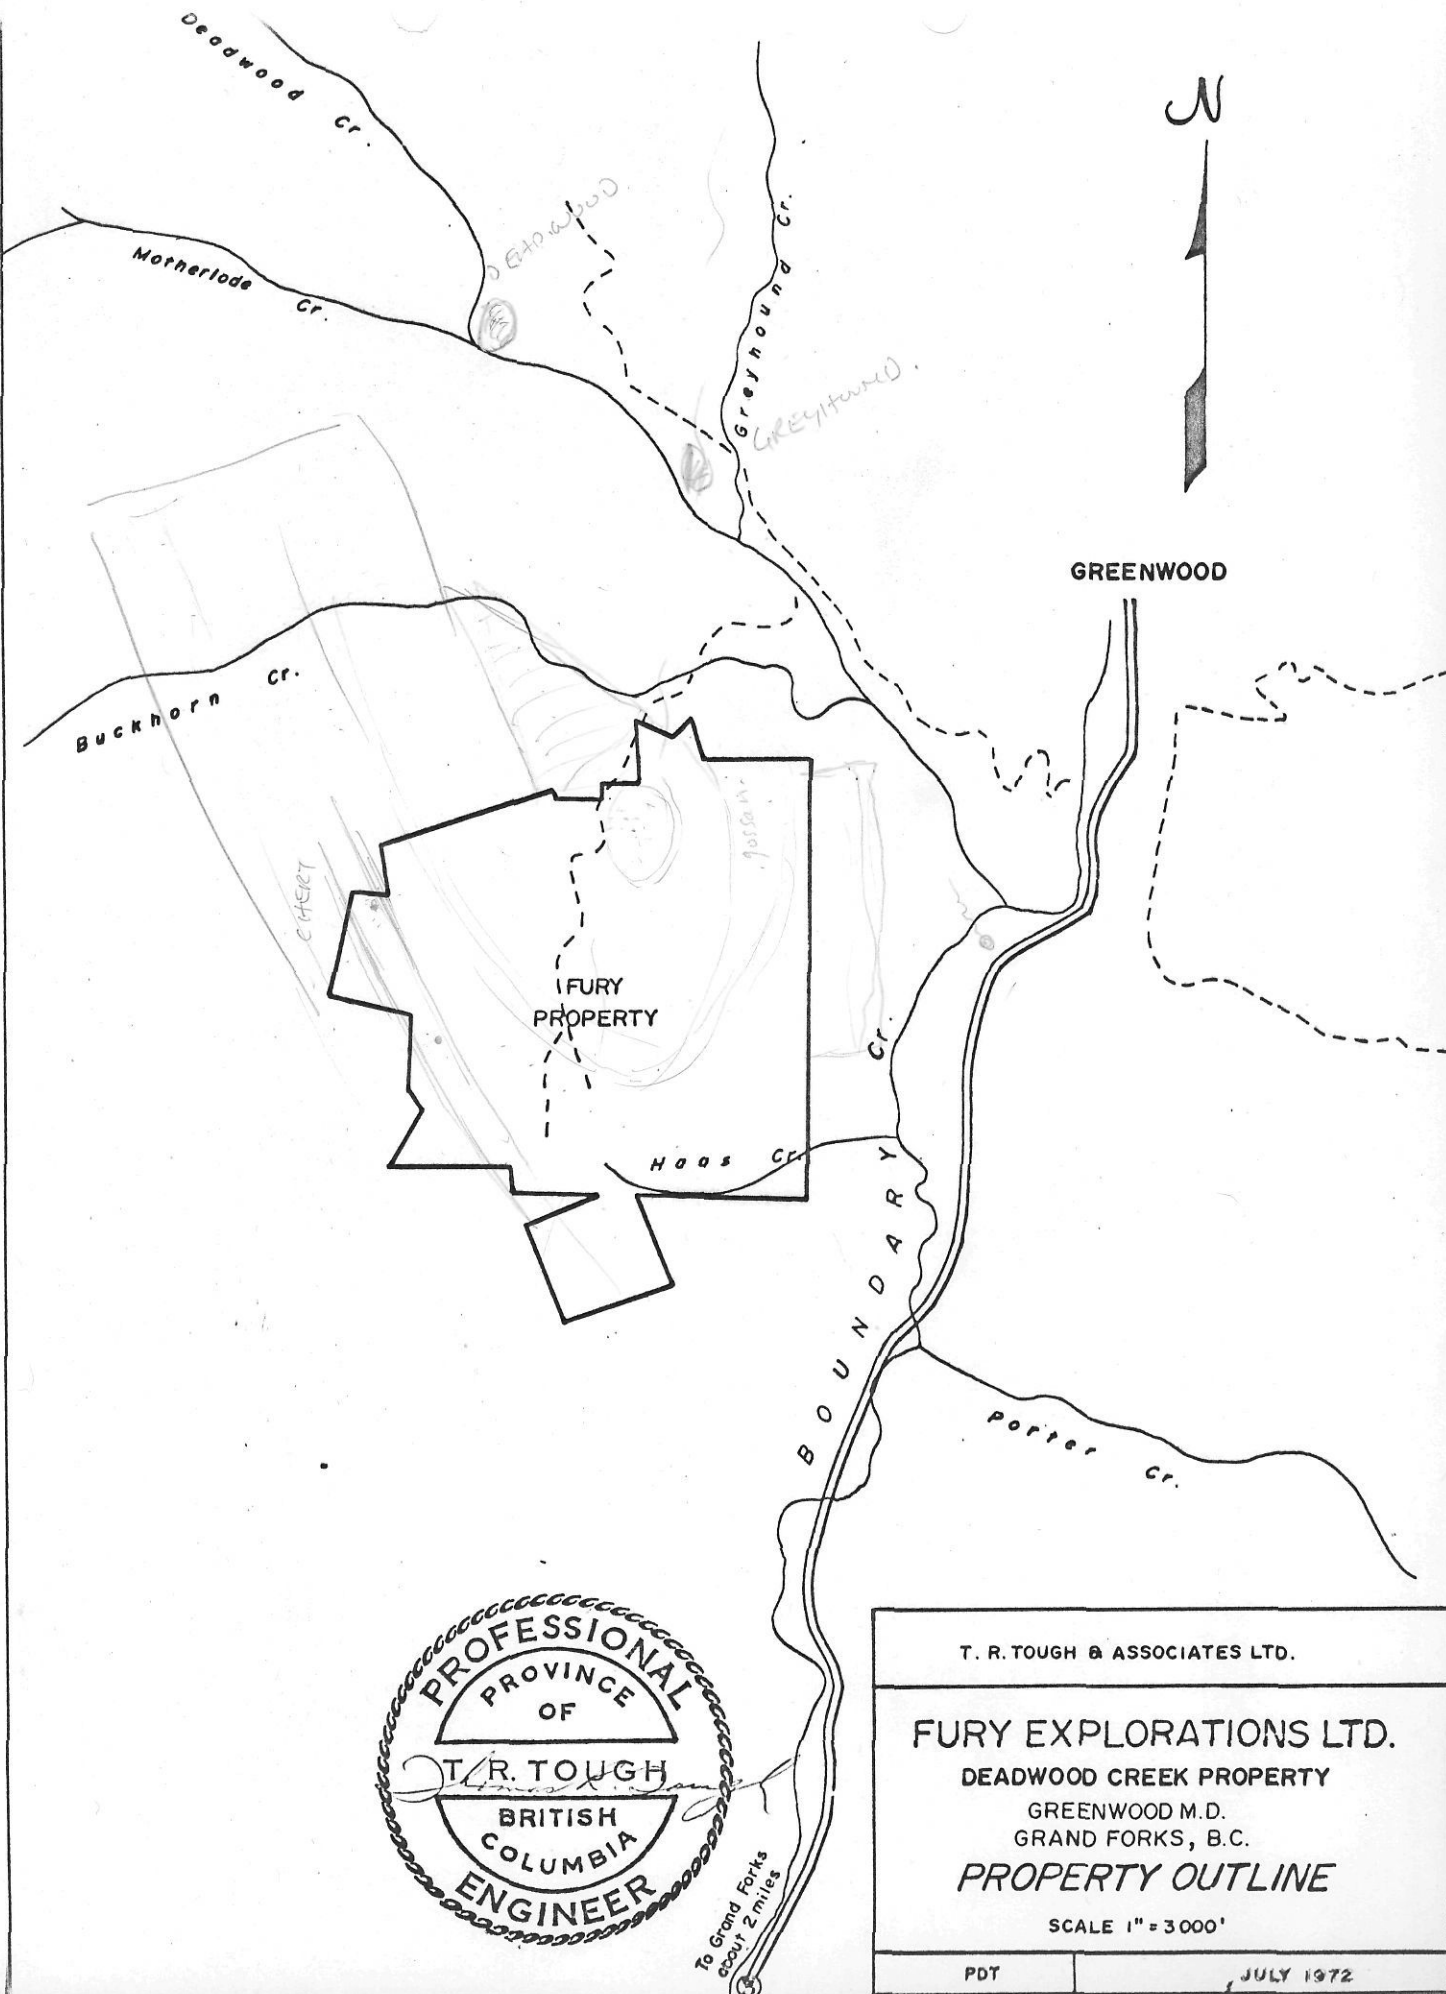 Deadwood Cr.
N
Motherlode Cr.
DEADWOOD
Greyhound Cr.
GREYHOUND.
GREENWOOD
Buckhorn Cr.
gossan
CHERT
FURY
PROPERTY
Haas Cr.
BOUNDARY Cr.
Porter Cr.
To Grand Forks
about 2 miles
PROFESSIONAL
PROVINCE
OF
T. R. TOUGH
BRITISH
COLUMBIA
ENGINEER
T. R. TOUGH & ASSOCIATES LTD.
FURY EXPLORATIONS LTD.
DEADWOOD CREEK PROPERTY
GREENWOOD M.D.
GRAND FORKS, B.C.
PROPERTY OUTLINE
SCALE 1" = 3000'
PDT
JULY 1972